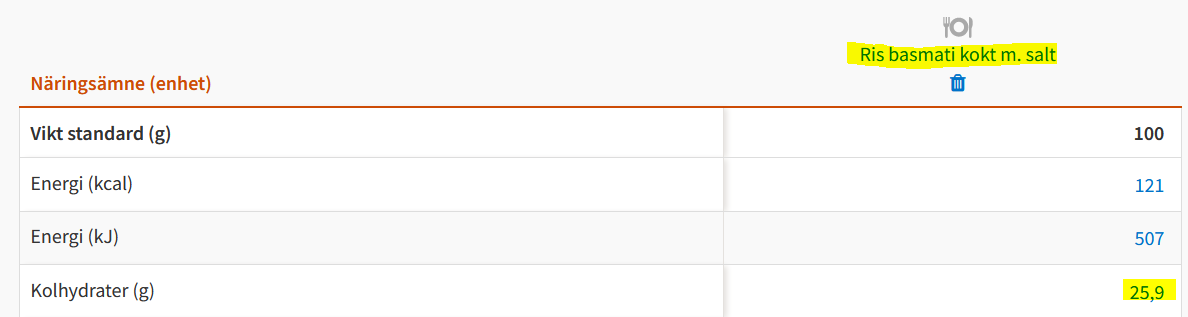 Ris basmati kokt m. salt
Näringsämne (enhet)
Vikt standard (g) 100
Energi (kcal) 121
Energi (kJ) 507
Kolhydrater (g) 25,9